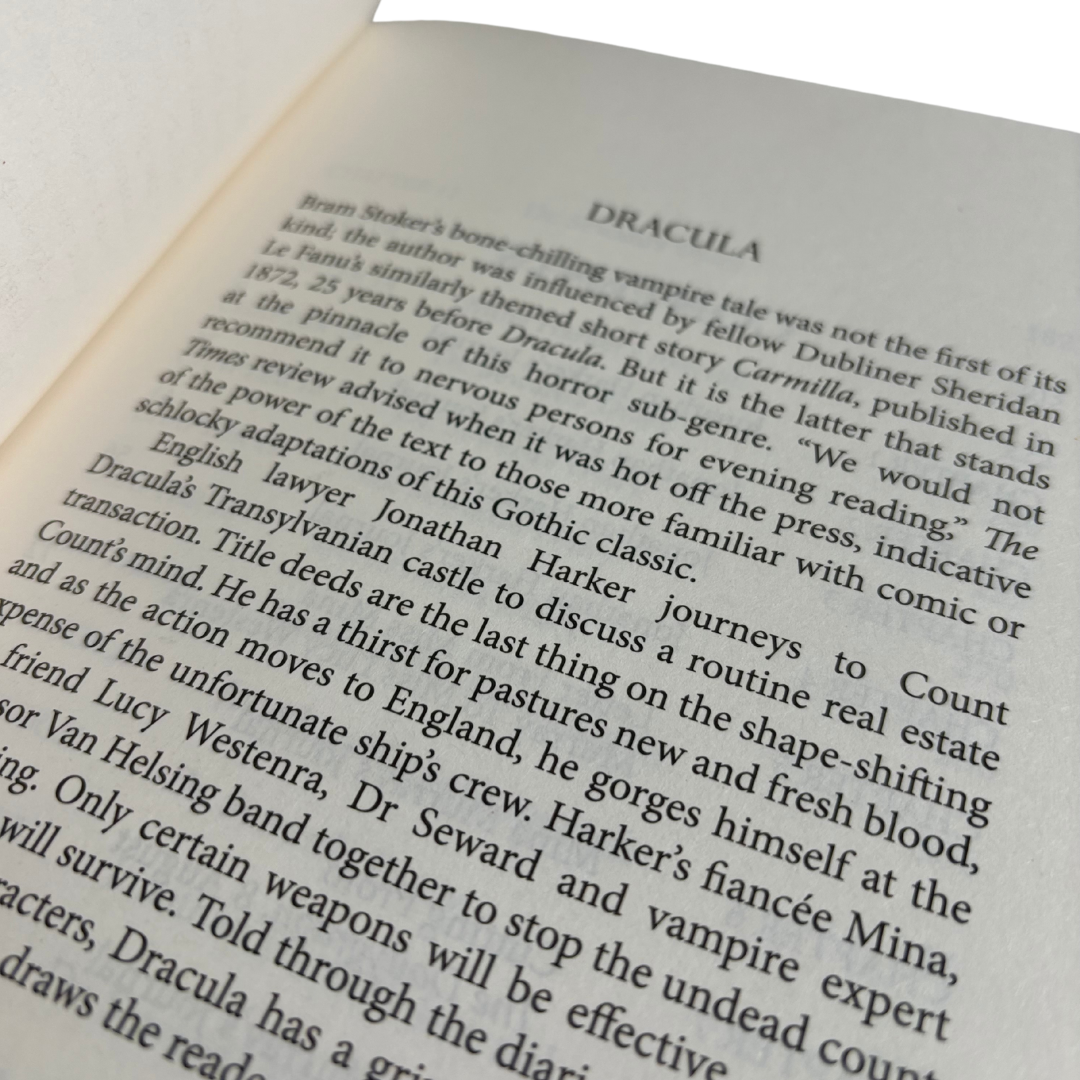 DRACULA
Bram Stoker's bone-chilling vampire tale was not the first of its
kind; the author was influenced by fellow Dubliner Sheridan
Le Fanu's similarly themed short story Carmilla, published in
1872, 25 years before Dracula. But it is the latter that stands
at the pinnacle of this horror sub-genre. “We would not
recommend it to nervous persons for evening reading,” The
Times review advised when it was hot off the press, indicative
of the power of the text to those more familiar with comic or
schlocky adaptations of this Gothic classic.
English lawyer Jonathan Harker journeys to Count
Dracula's Transylvanian castle to discuss a routine real estate
transaction. Title deeds are the last thing on the shape-shifting
Count's mind. He has a thirst for pastures new and fresh blood,
and as the action moves to England, he gorges himself at the
xpense of the unfortunate ship's crew. Harker's fiancée Mina,
friend Lucy Westenra, Dr Seward and vampire expert
sor Van Helsing band together to stop the undead count
ing. Only certain weapons will be effective
will survive. Told through the diari
racters, Dracula has a gri
draws the reade